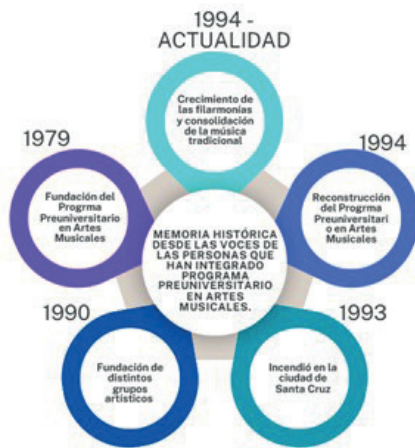 1994 -
ACTUALIDAD
Crecimiento de
las filarmonías
y consolidación
de la música
tradicional
1979
Fundación del
Progrma
Preuniversitario
en Artes
Musicales
1994
Reconstrucción
del Progrma
Preuniversitari
o en Artes
Musicales
MEMORIA HISTÓRICA
DESDE LAS VOCES DE
LAS PERSONAS QUE
HAN INTEGRADO
PROGRAMA
PREUNIVERSITARIO
EN ARTES
MUSICALES.
1990
Fundación de
distintos
grupos
artísticos
1993
Incendió en la
ciudad de
Santa Cruz